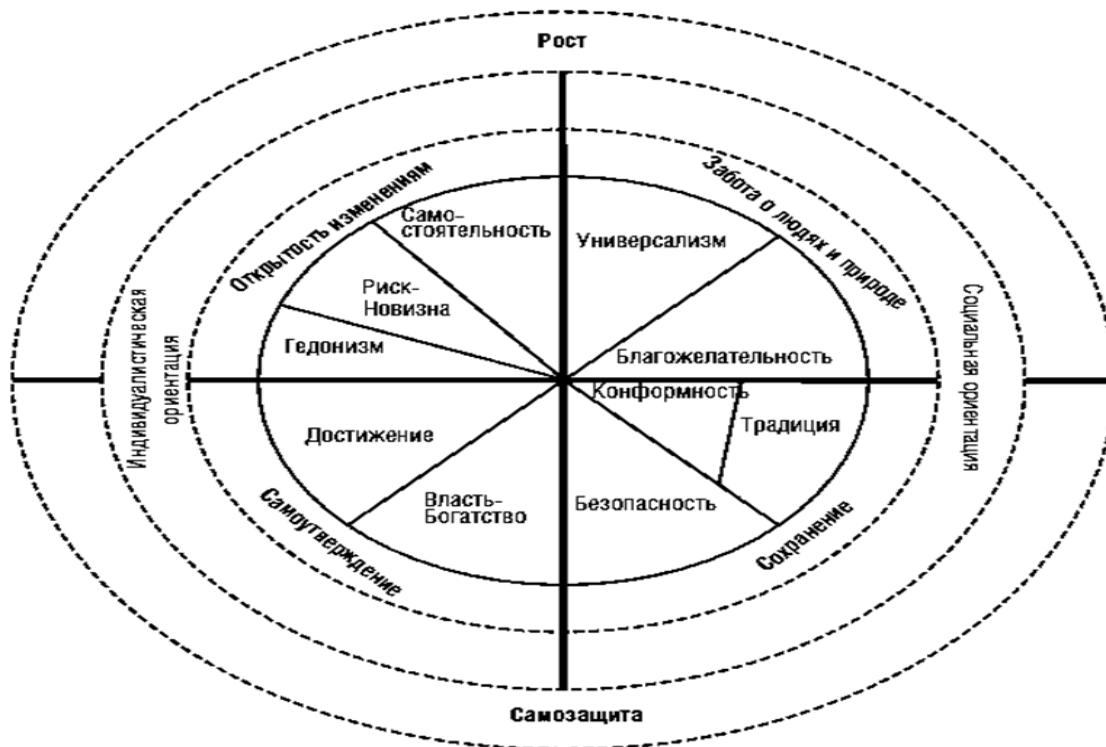 Рост
Открытость изменениям
Забота о людях и природе
Само-
стоятельность
Универсализм
Риск-
Новизна
Гедонизм
Благожелательность
Индивидуалистическая
ориентация
Социальная ориентация
Конформность
Традиция
Достижение
Власть-
Богатство
Безопасность
Самоутверждение
Сохранение
Самозащита